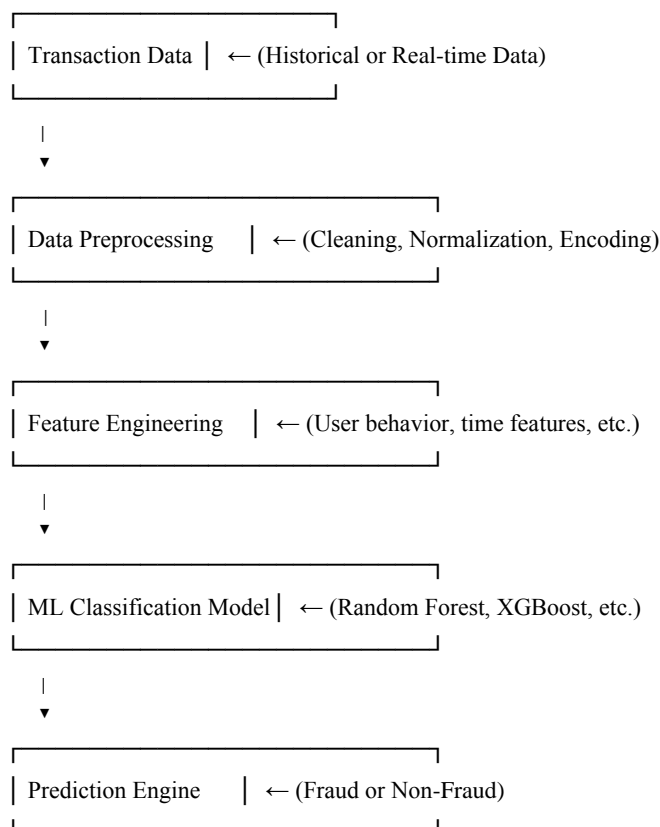 Transaction Data ← (Historical or Real-time Data)
Data Preprocessing ← (Cleaning, Normalization, Encoding)
Feature Engineering ← (User behavior, time features, etc.)
ML Classification Model ← (Random Forest, XGBoost, etc.)
Prediction Engine ← (Fraud or Non-Fraud)